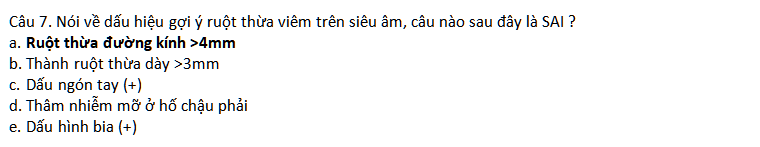 Câu 7. Nói về dấu hiệu gợi ý ruột thừa viêm trên siêu âm, câu nào sau đây là SAI ?
a. Ruột thừa đường kính >4mm
b. Thành ruột thừa dày >3mm
c. Dấu ngón tay (+)
d. Thâm nhiễm mỡ ở hố chậu phải
e. Dấu hình bia (+)